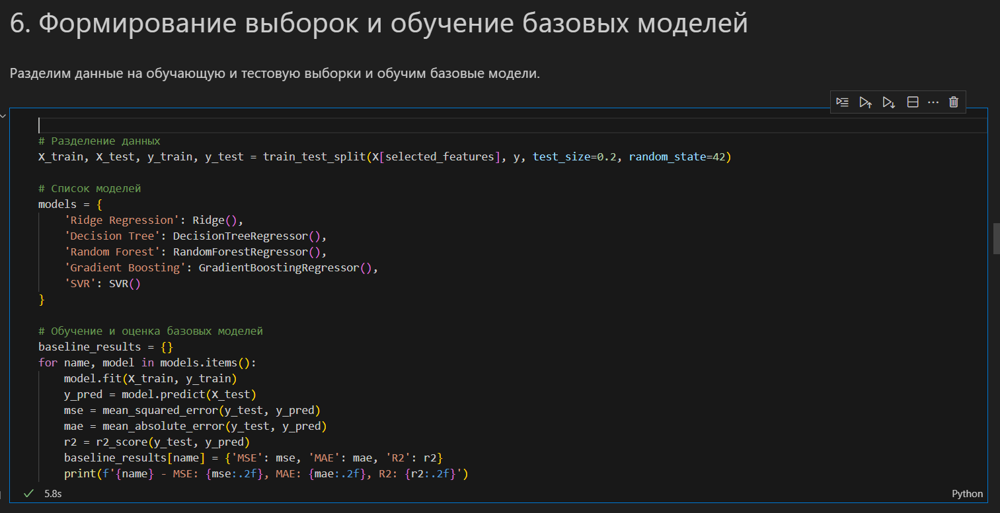 6. Формирование выборок и обучение базовых моделей
Разделим данные на обучающую и тестовую выборки и обучим базовые модели.
# Разделение данных
X_train, X_test, y_train, y_test = train_test_split(X[selected_features], y, test_size=0.2, random_state=42)
# Список моделей
models = {
    'Ridge Regression': Ridge(),
    'Decision Tree': DecisionTreeRegressor(),
    'Random Forest': RandomForestRegressor(),
    'Gradient Boosting': GradientBoostingRegressor(),
    'SVR': SVR()
}
# Обучение и оценка базовых моделей
baseline_results = {}
for name, model in models.items():
    model.fit(X_train, y_train)
    y_pred = model.predict(X_test)
    mse = mean_squared_error(y_test, y_pred)
    mae = mean_absolute_error(y_test, y_pred)
    r2 = r2_score(y_test, y_pred)
    baseline_results[name] = {'MSE': mse, 'MAE': mae, 'R2': r2}
    print(f'{name} - MSE: {mse:.2f}, MAE: {mae:.2f}, R2: {r2:.2f}')
5.8s
Python